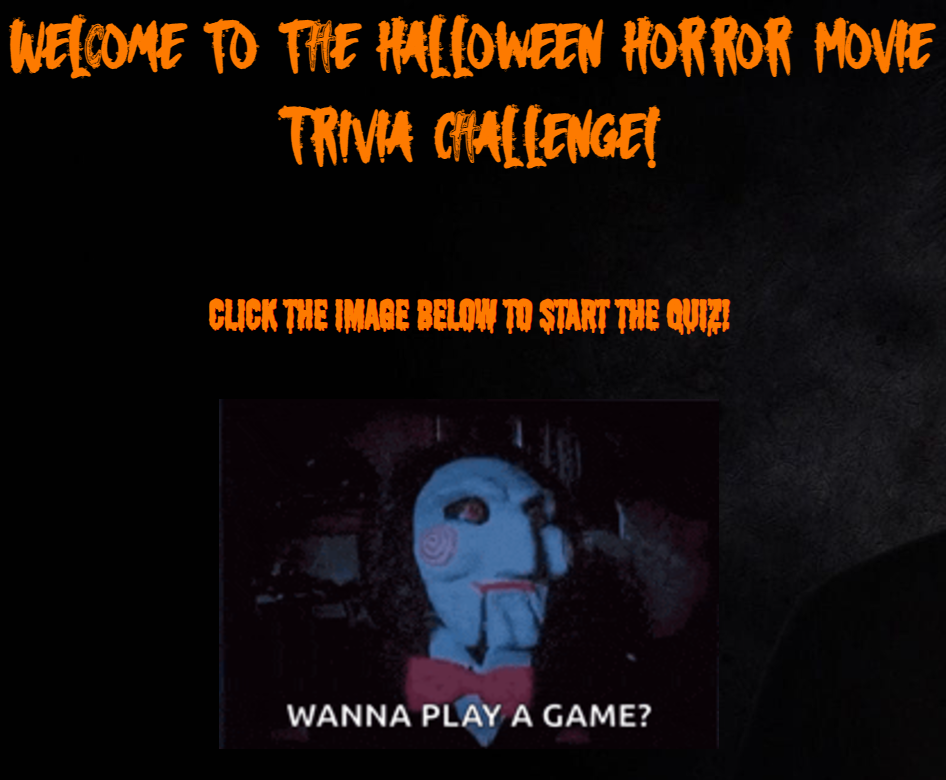 WELCOME TO THE HALLOWEEN HORROR MOVIE
TRIVIA CHALLENGE!
CLICK THE IMAGE BELOW TO START THE QUIZ!
WANNA PLAY A GAME?